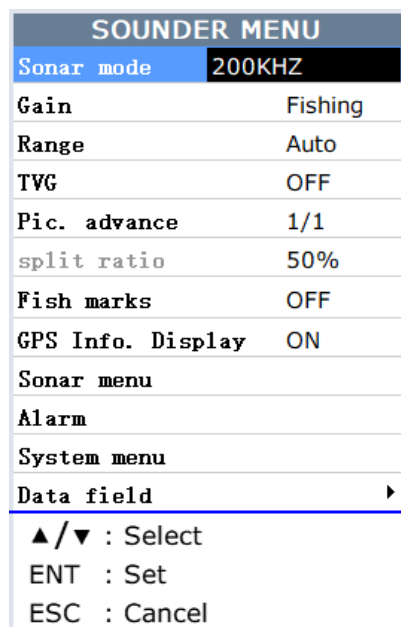 SOUNDER MENU
Sonar mode 200KHZ
Gain Fishing
Range Auto
TVG OFF
Pic. advance 1/1
split ratio 50%
Fish marks OFF
GPS Info. Display ON
Sonar menu
Alarm
System menu
Data field
▲/▼ : Select
ENT : Set
ESC : Cancel